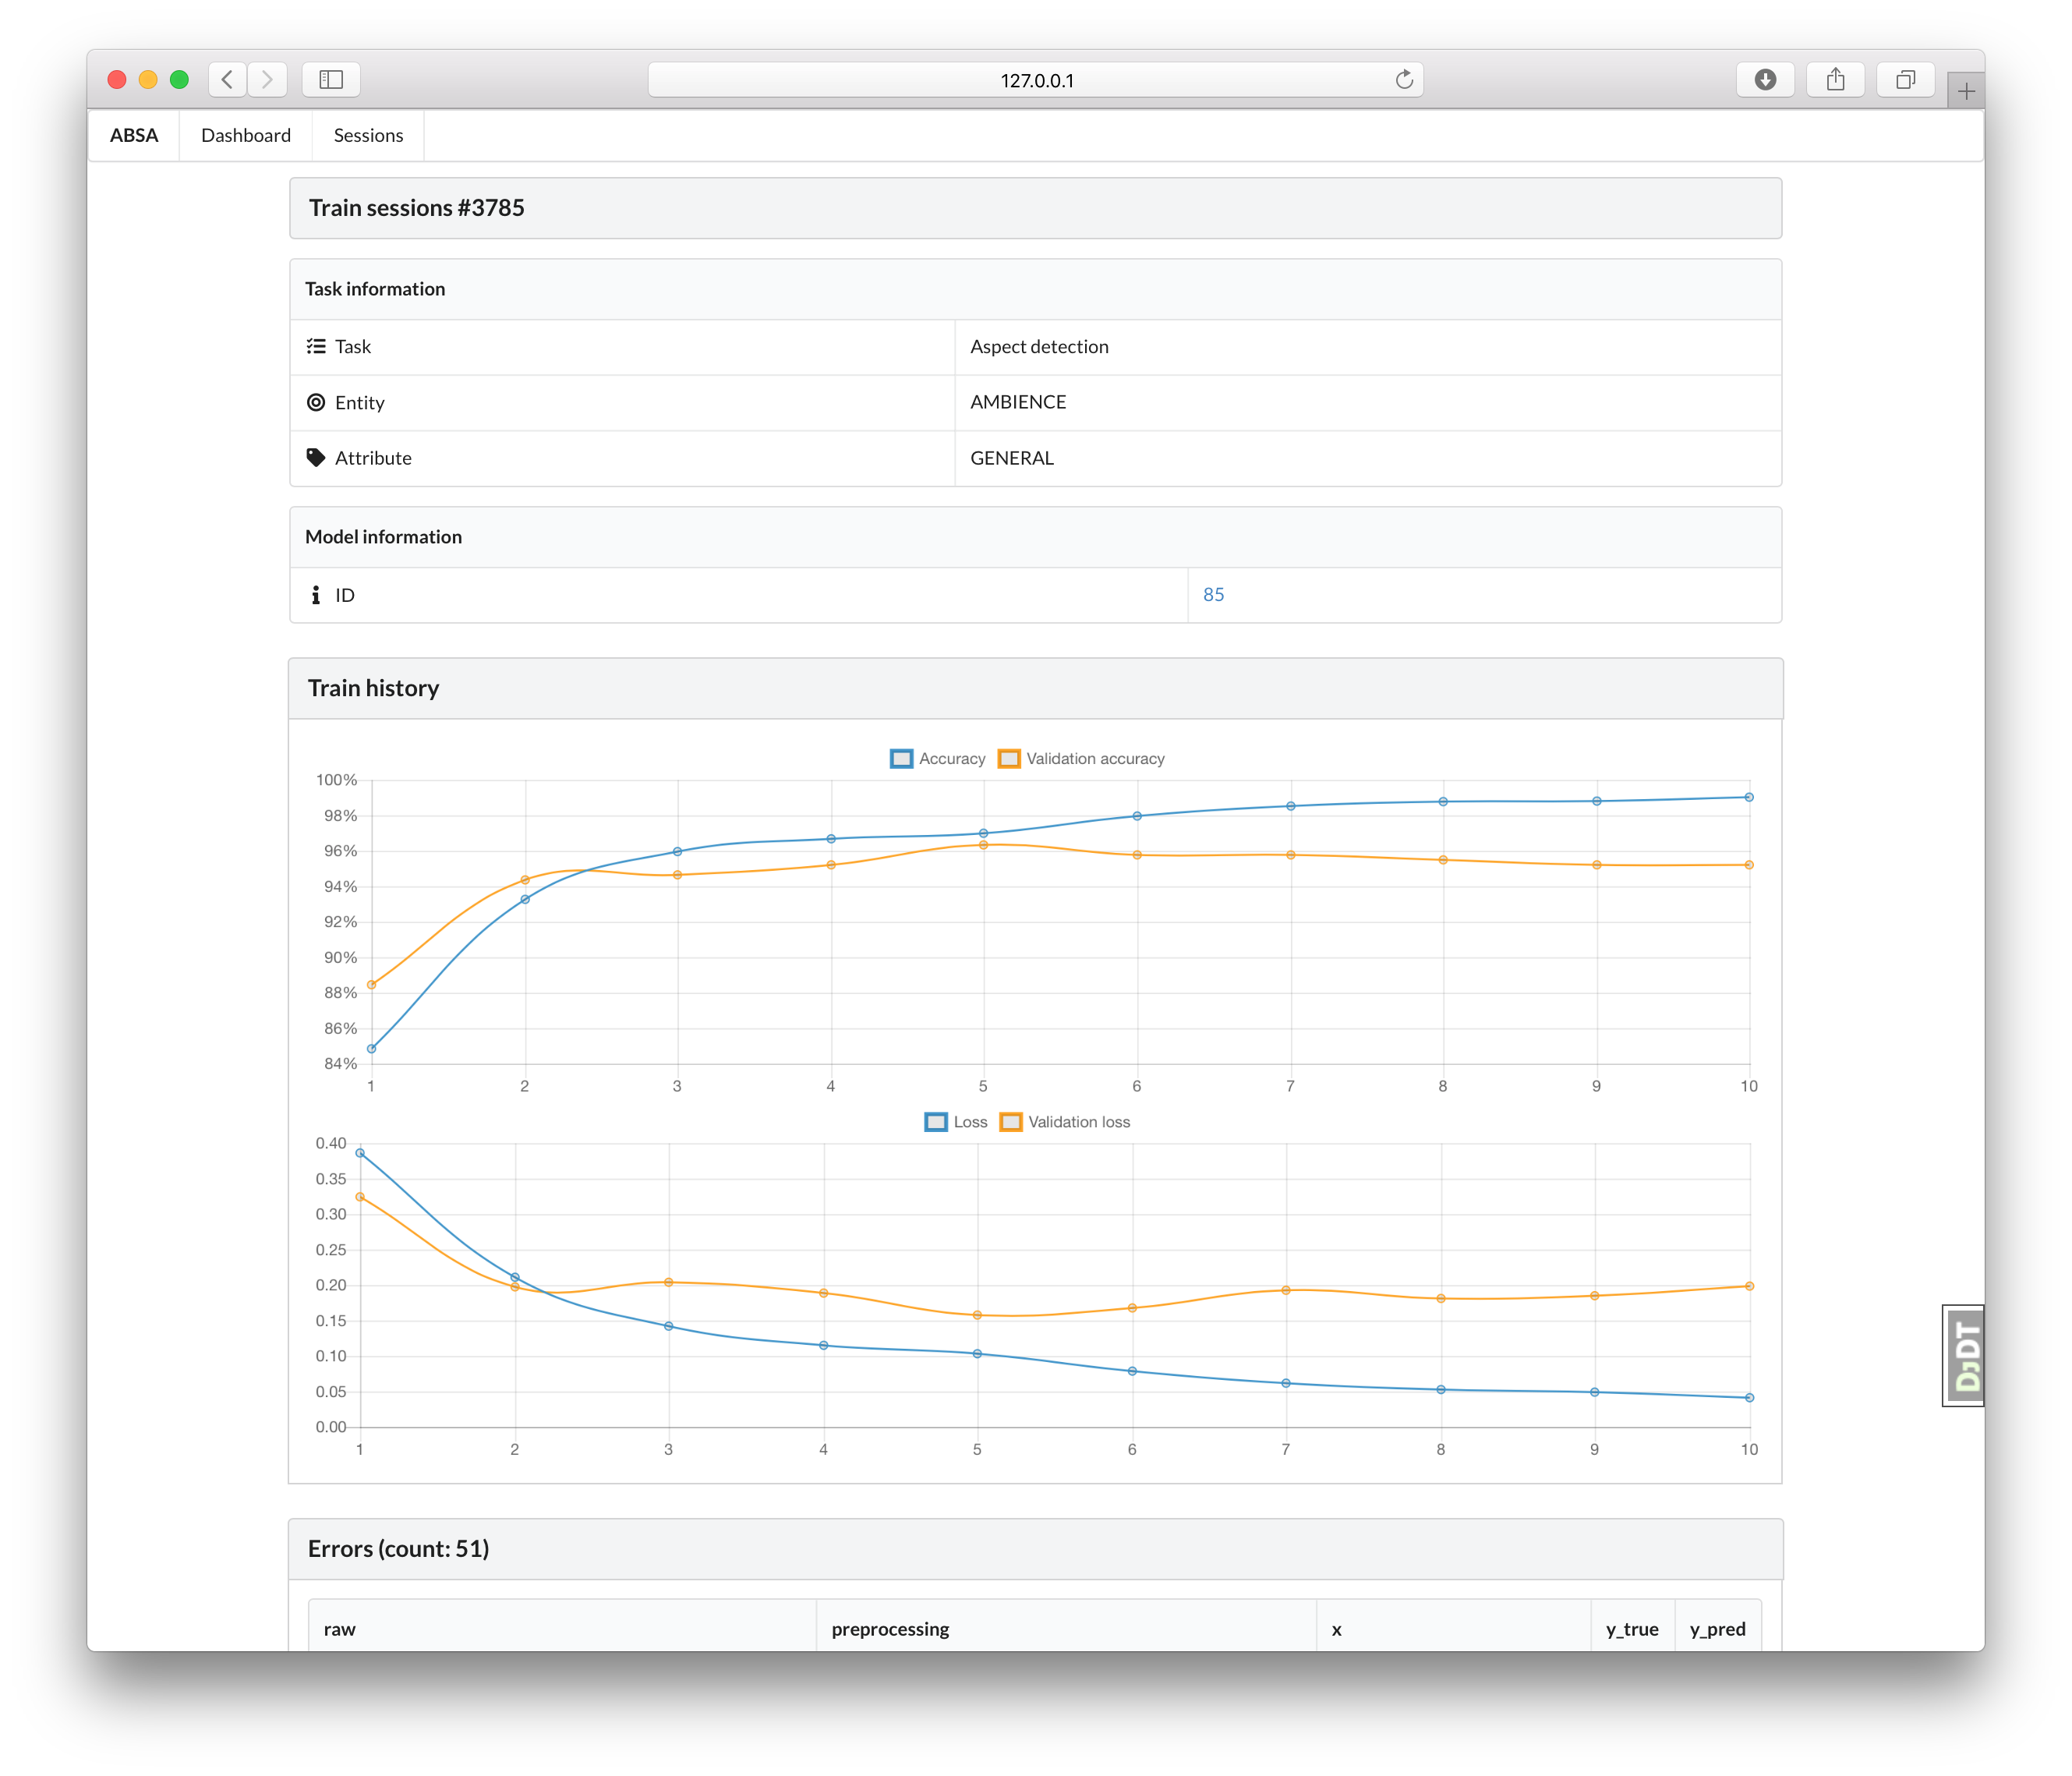 127.0.0.1
ABSA Dashboard Sessions
Train sessions #3785
Task information
Task Aspect detection
Entity AMBIENCE
Attribute GENERAL
Model information
ID 85
Train history
Accuracy Validation accuracy
100%
98%
96%
94%
92%
90%
88%
86%
84%
1 2 3 4 5 6 7 8 9 10
Loss Validation loss
0.40
0.35
0.30
0.25
0.20
0.15
0.10
0.05
0.00
1 2 3 4 5 6 7 8 9 10
DjDT
Errors (count: 51)
raw preprocessing x y_true y_pred